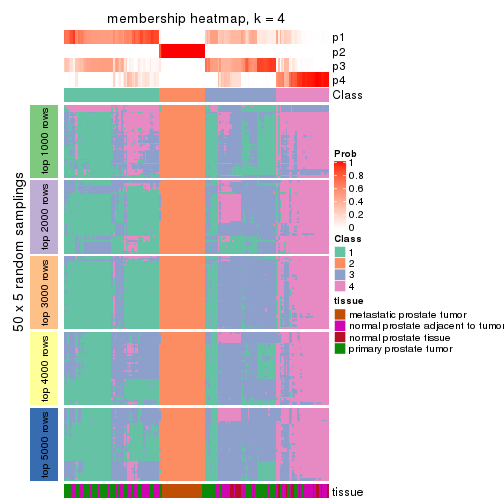 membership heatmap, k = 4
p1
p2
p3
p4
Class
50 x 5 random samplings
top 1000 rows
top 2000 rows
top 3000 rows
top 4000 rows
top 5000 rows
Prob
1
0.8
0.6
0.4
0.2
0
Class
1
2
3
4
tissue
metastatic prostate tumor
normal prostate adjacent to tumor
normal prostate tissue
primary prostate tumor
tissue